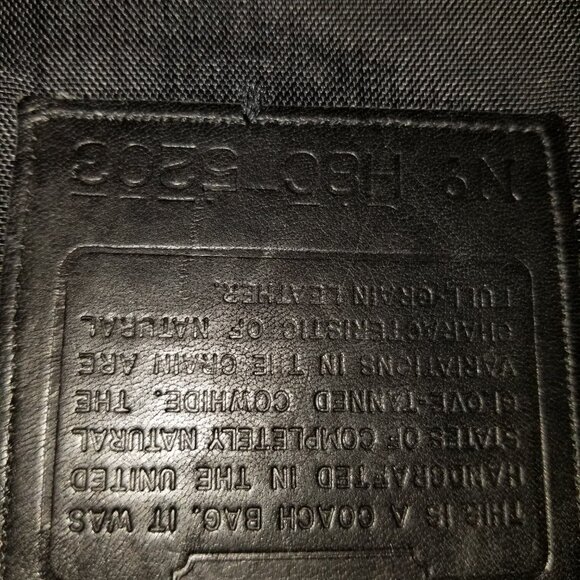 THIS IS A COACH BAG. IT WAS
HANDCRAFTED IN THE UNITED
STATES OF COMPLETELY NATURAL
GLOVE-TANNED COWHIDE. THE
VARIATIONS IN THE GRAIN ARE
CHARACTERISTIC OF NATURAL
FULL-GRAIN LEATHER.
No H8C-5203